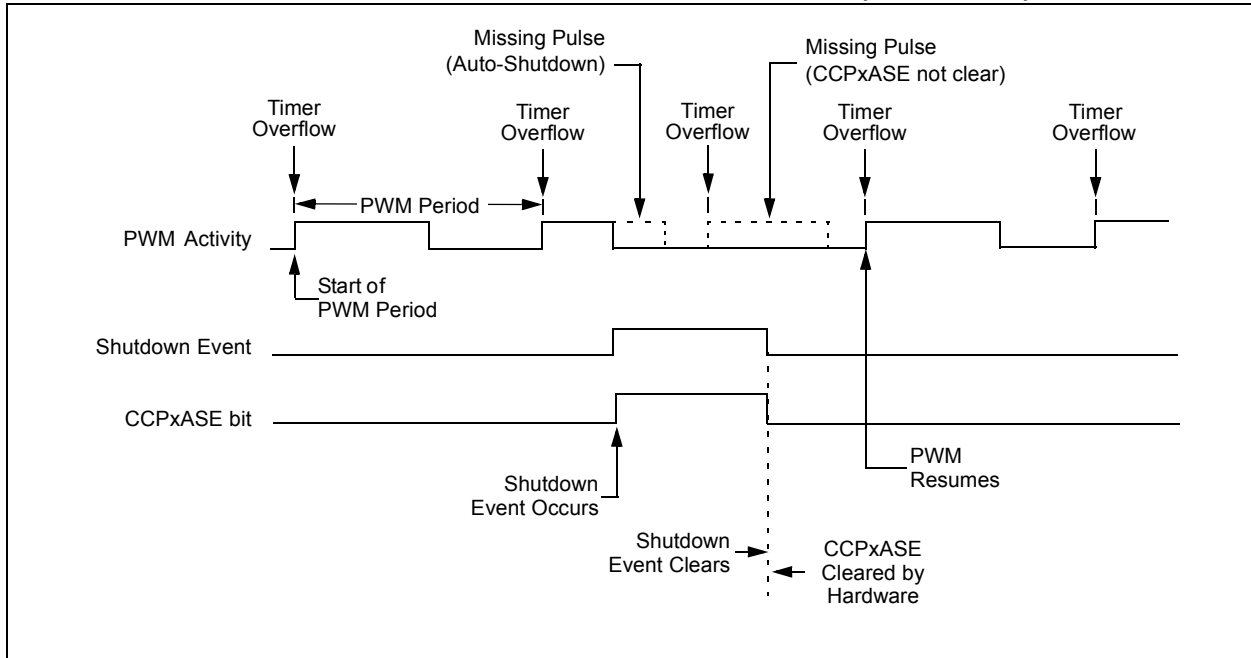 Missing Pulse
(Auto-Shutdown)
Missing Pulse
(CCPxASE not clear)
Timer
Overflow
Timer
Overflow
Timer
Overflow
Timer
Overflow
Timer
Overflow
PWM Period
PWM Activity
Start of
PWM Period
Shutdown Event
CCPxASE bit
Shutdown
Event Occurs
PWM
Resumes
Shutdown
Event Clears
CCPxASE
Cleared by
Hardware